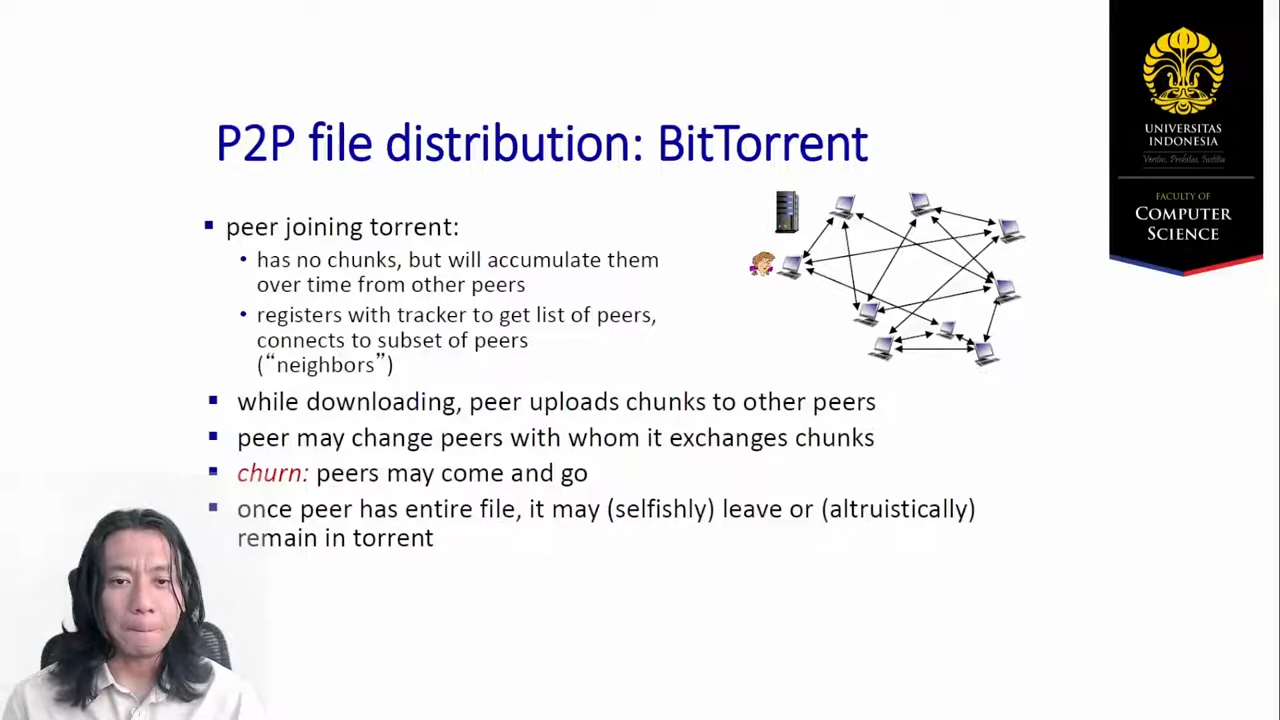 P2P file distribution: BitTorrent
▪ peer joining torrent:
• has no chunks, but will accumulate them
over time from other peers
• registers with tracker to get list of peers,
connects to subset of peers
(“neighbors”)
▪ while downloading, peer uploads chunks to other peers
▪ peer may change peers with whom it exchanges chunks
▪ churn: peers may come and go
▪ once peer has entire file, it may (selfishly) leave or (altruistically)
remain in torrent
UNIVERSITAS
INDONESIA
Veritas, Probitas, Iustitia
FACULTY OF
COMPUTER
SCIENCE